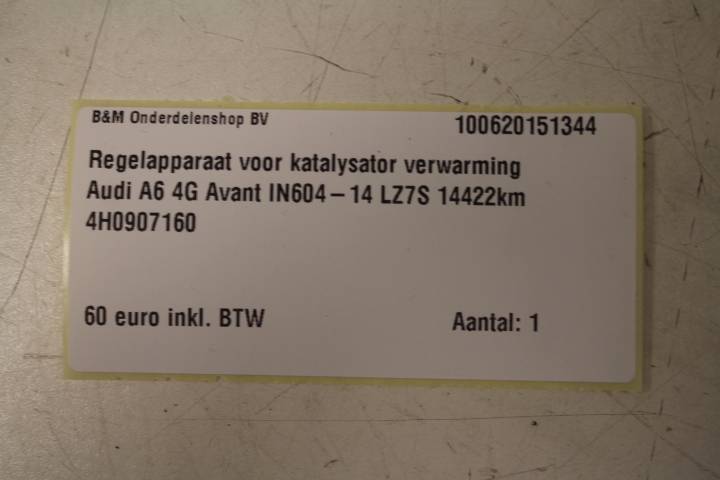 B&M Onderdelenshop BV 100620151344
Regelapparaat voor katalysator verwarming
Audi A6 4G Avant IN604-14 LZ7S 14422km
4H0907160
60 euro inkl. BTW Aantal: 1